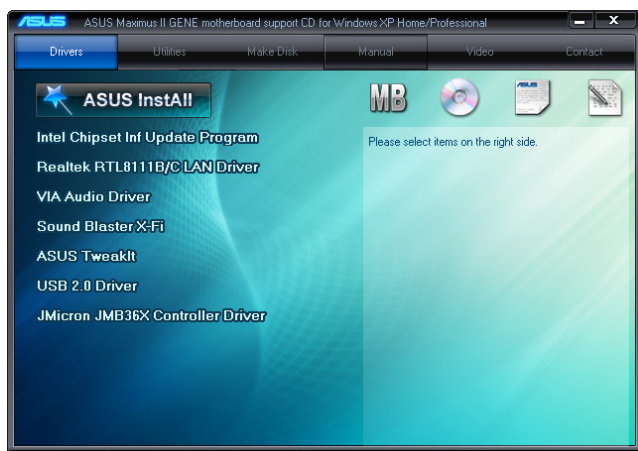 ASUS ASUS Maximus II GENE motherboard support CD for Windows XP Home/Professional
Drivers Utilities Make Disk Manual Video Contact
ASUS InstAll MB ASUS
Intel Chipset Inf Update Program
Please select items on the right side.
Realtek RTL8111B/C LAN Driver
VIA Audio Driver
Sound Blaster X-Fi
ASUS TweakIt
USB 2.0 Driver
JMicron JMB36X Controller Driver